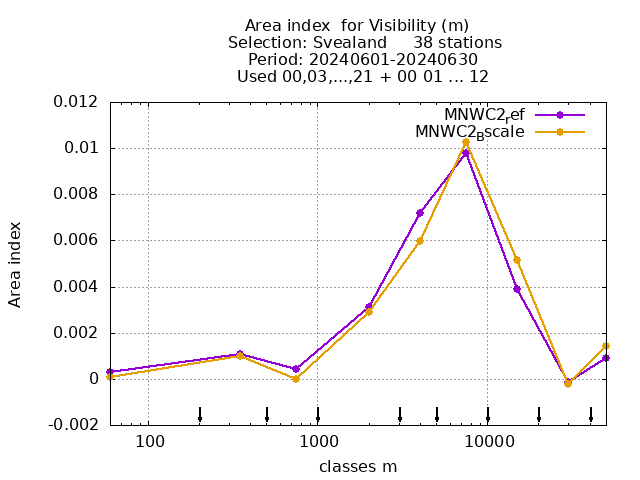 Area index  for Visibility (m)
Selection: Svealand     38 stations
Period: 20240601-20240630
Used 00,03,...,21 + 00 01 ... 12
MNWC2ref
MNWC2Bscale
0.012
0.01
0.008
0.006
0.004
0.002
0
-0.002
Area index
100 1000 10000
classes m